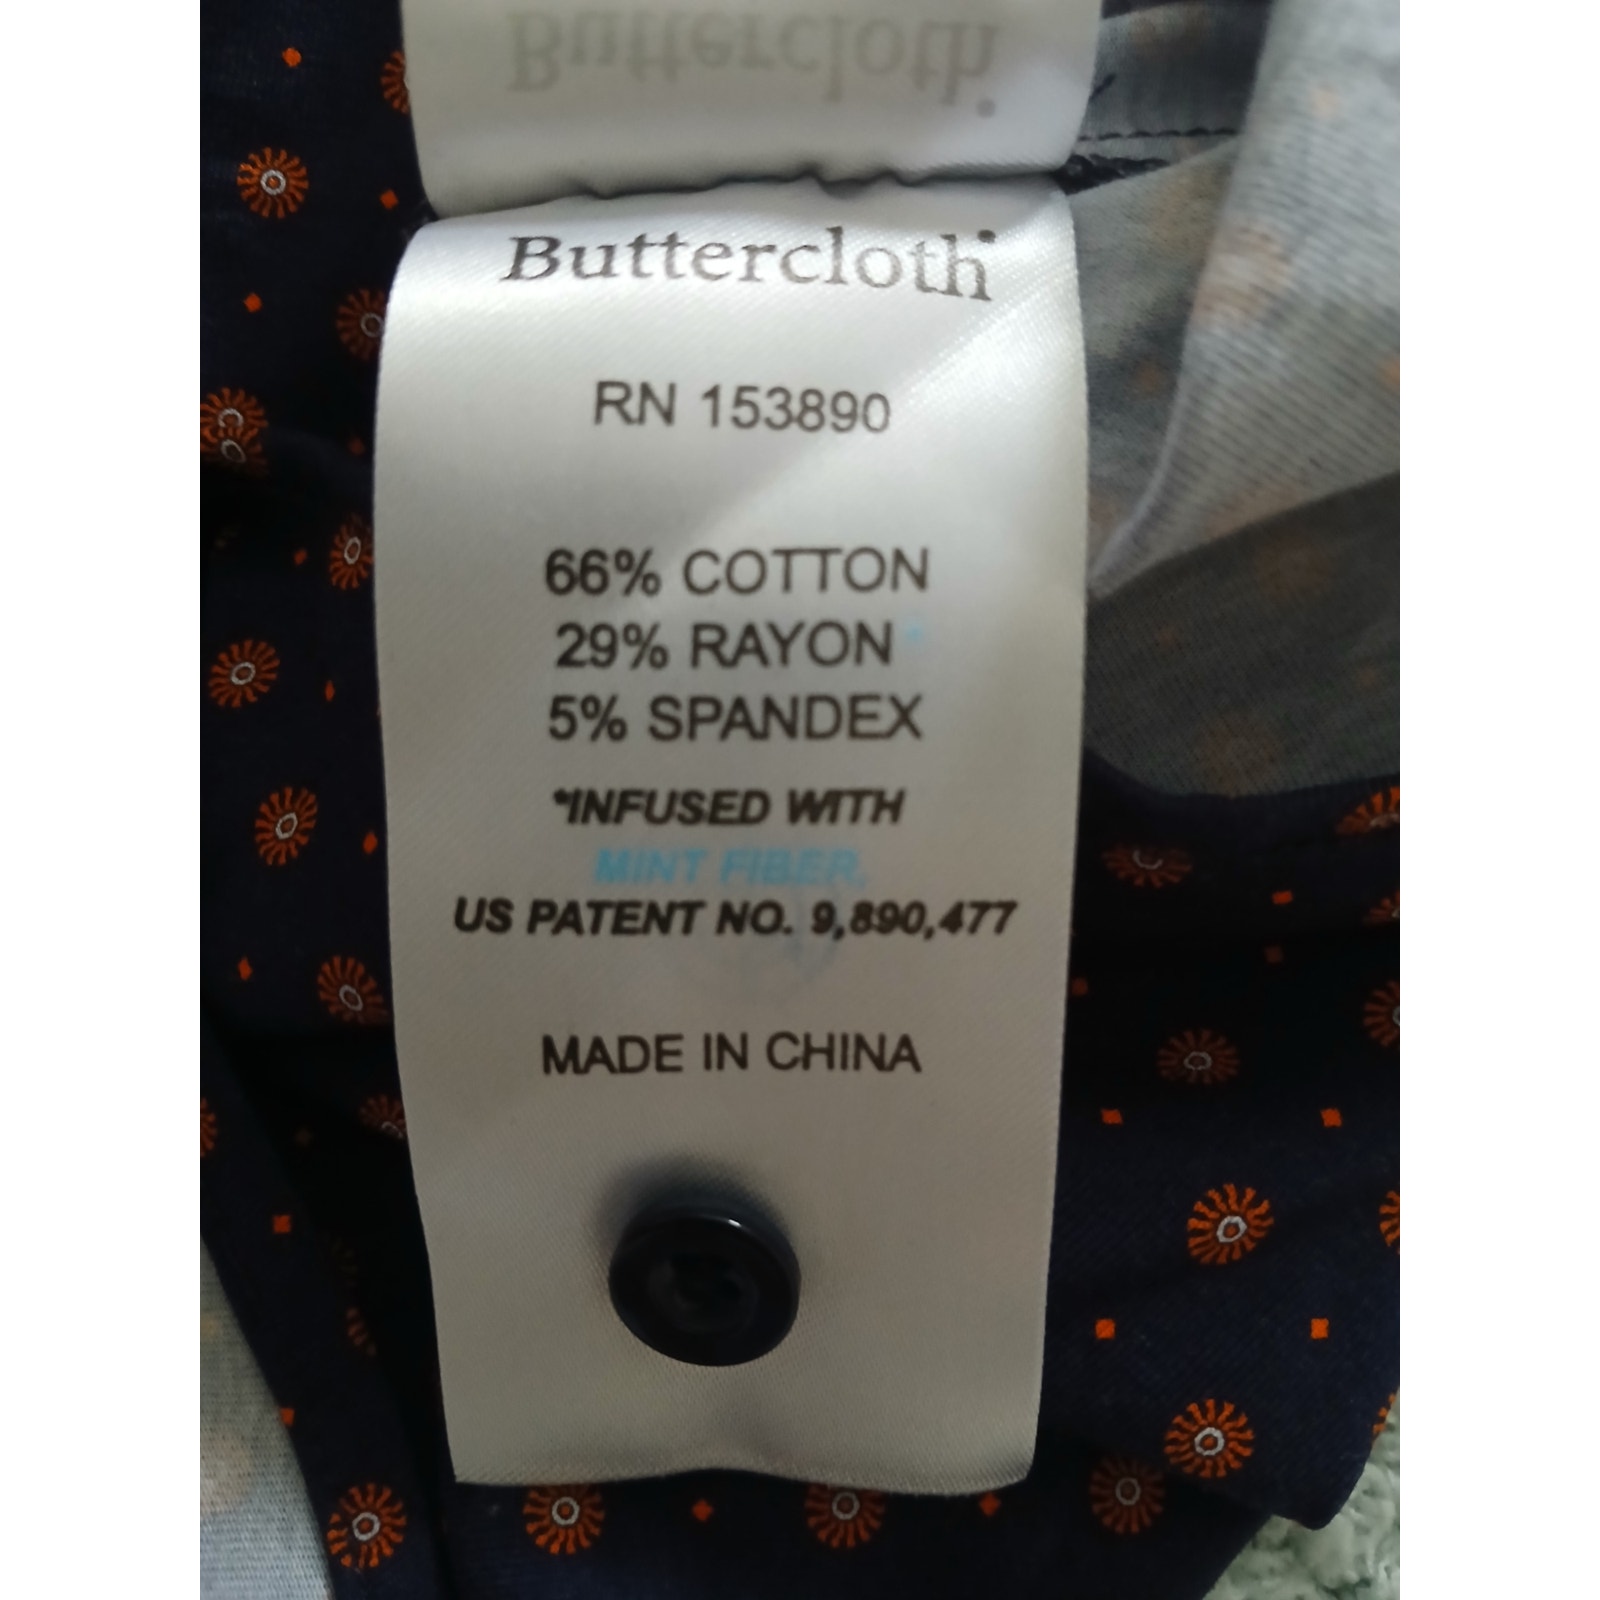 Buttercloth
Buttercloth
RN 153890
66% COTTON
29% RAYON*
5% SPANDEX
*INFUSED WITH
MINT FIBER,
US PATENT NO. 9,890,477
MADE IN CHINA